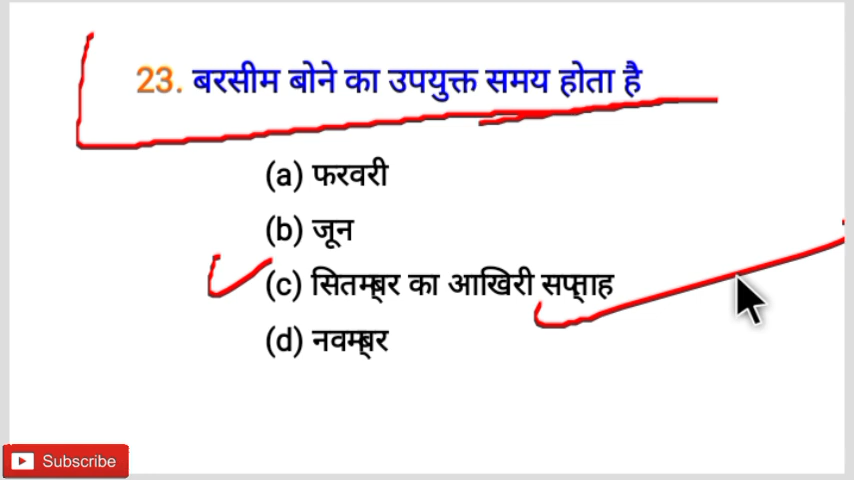 23. बरसीम बोने का उपयुक्त समय होता है
(a) फरवरी
(b) जून
(c) सितम्बर का आखिरी सप्ताह
(d) नवम्बर
Subscribe